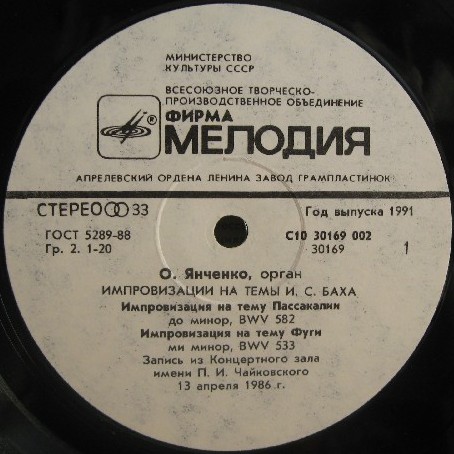 МИНИСТЕРСТВО
КУЛЬТУРЫ СССР
ВСЕСОЮЗНОЕ ТВОРЧЕСКО-
ПРОИЗВОДСТВЕННОЕ ОБЪЕДИНЕНИЕ
ФИРМА
®
МЕЛОДИЯ
АПРЕЛЕВСКИЙ ОРДЕНА ЛЕНИНА ЗАВОД ГРАМПЛАСТИНОК
СТЕРЕО 33
Год выпуска 1991
ГОСТ 5289-88
С10 30169 002
Гр. 2. 1-20
30169
1
О. Янченко, орган
ИМПРОВИЗАЦИИ НА ТЕМЫ И. С. БАХА
Импровизация на тему Пассакалии
до минор, BWV 582
Импровизация на тему Фуги
ми минор, BWV 533
Запись из Концертного зала
имени П. И. Чайковского
13 апреля 1986 г.